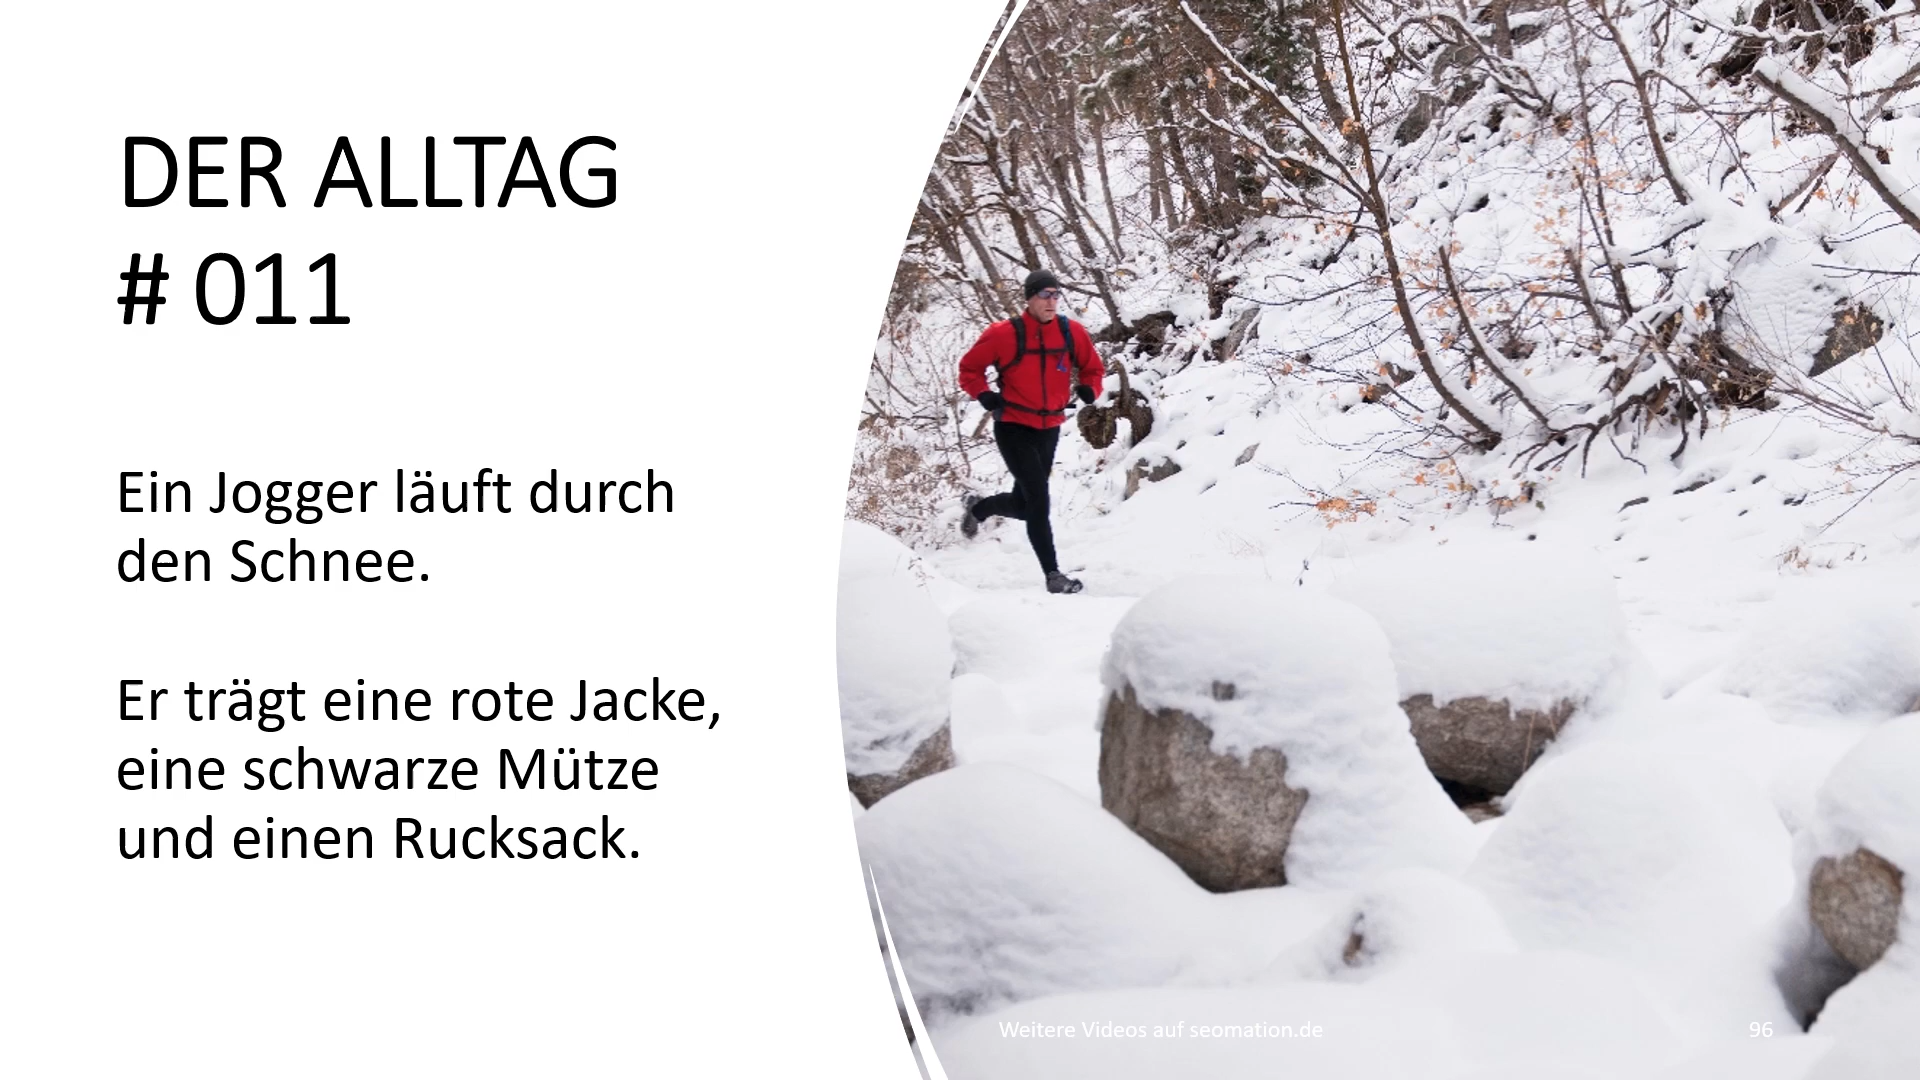 DER ALLTAG
# 011
Ein Jogger läuft durch
den Schnee.
Er trägt eine rote Jacke,
eine schwarze Mütze
und einen Rucksack.
Weitere Videos auf seomation.de
96